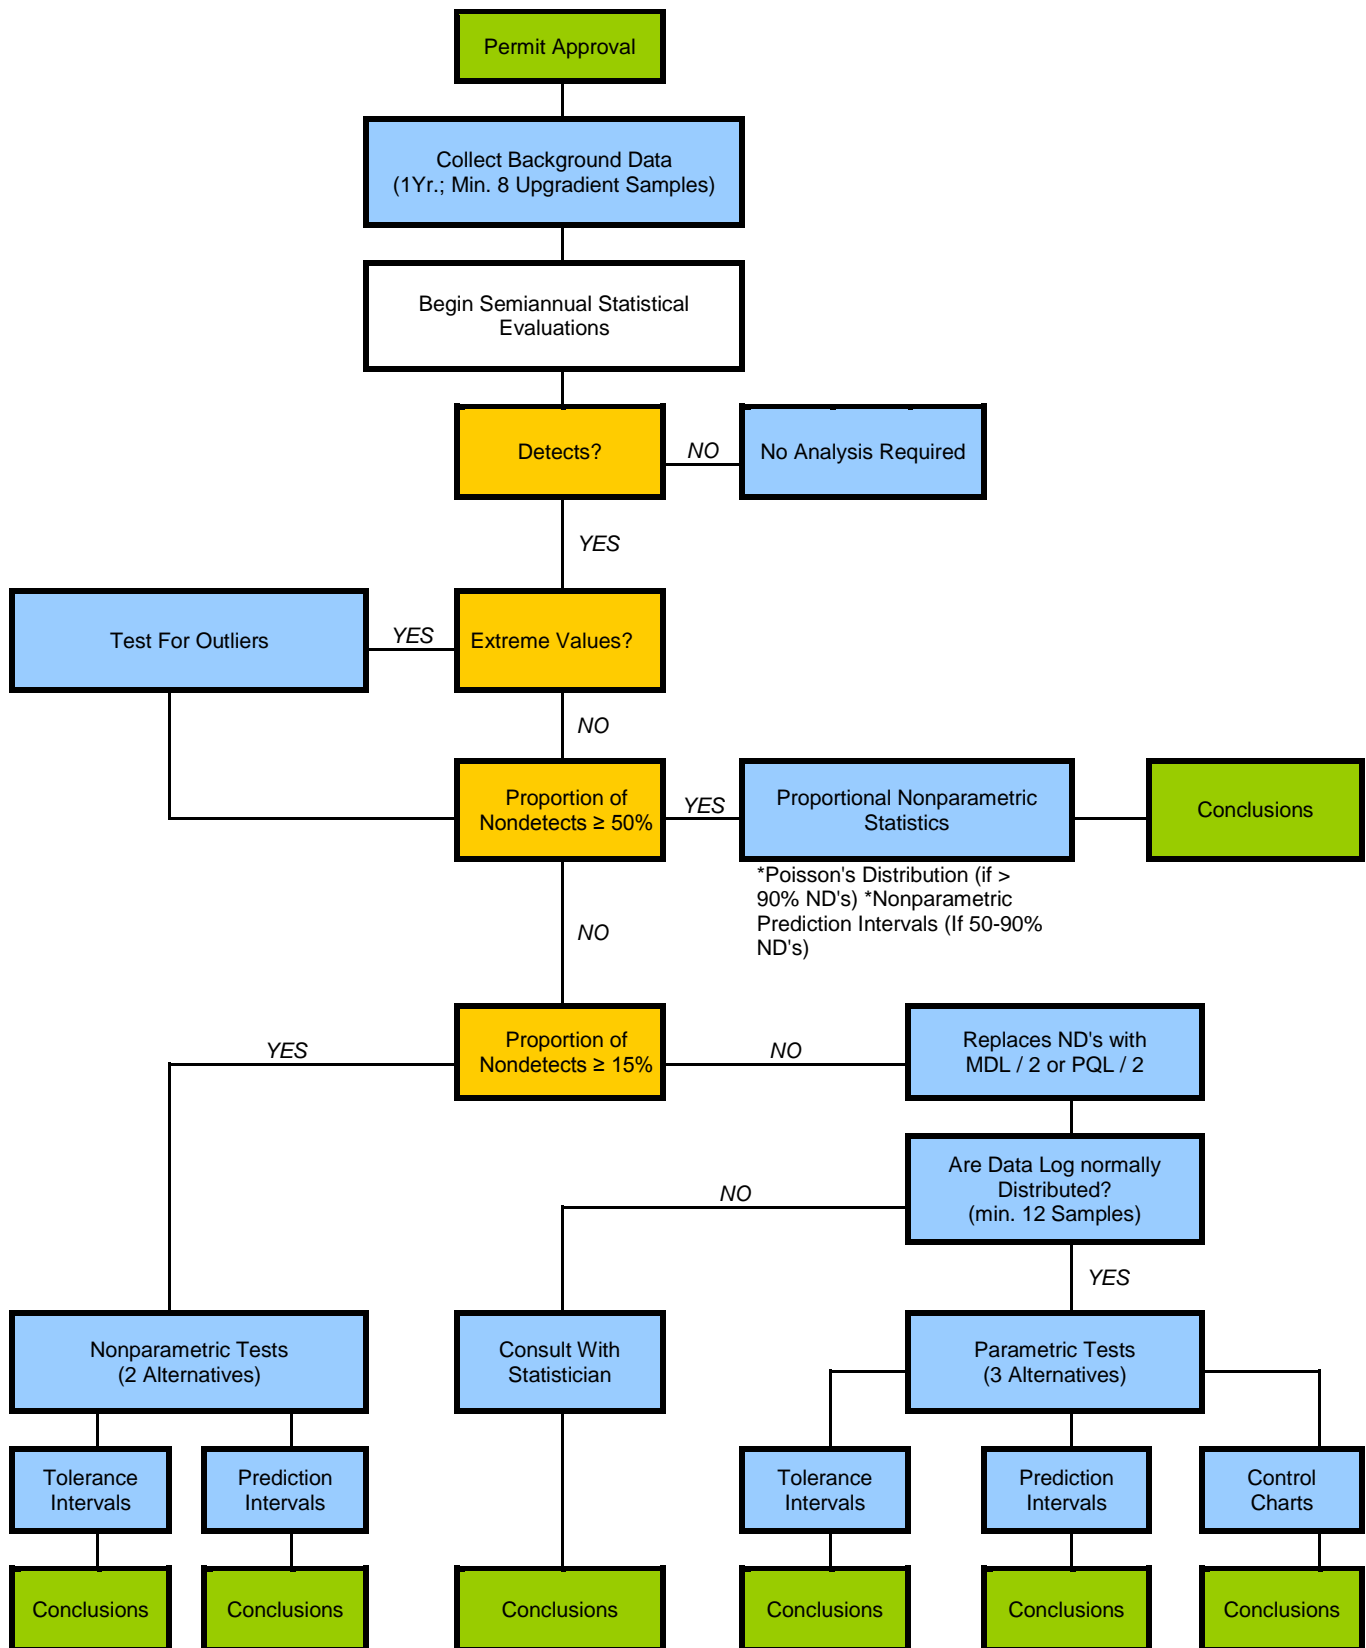 Permit Approval
Collect Background Data
(1Yr.; Min. 8 Upgradient Samples)
Begin Semiannual Statistical
Evaluations
Detects?
NO
No Analysis Required
YES
Test For Outliers
YES
Extreme Values?
NO
Proportion of
Nondetects ≥ 50%
YES
Proportional Nonparametric
Statistics
Conclusions
*Poisson's Distribution (if >
90% ND's) *Nonparametric
Prediction Intervals (If 50-90%
ND's)
NO
YES
Proportion of
Nondetects ≥ 15%
NO
Replaces ND's with
MDL / 2 or PQL / 2
Are Data Log normally
Distributed?
(min. 12 Samples)
NO
YES
Nonparametric Tests
(2 Alternatives)
Consult With
Statistician
Parametric Tests
(3 Alternatives)
Tolerance
Intervals
Prediction
Intervals
Tolerance
Intervals
Prediction
Intervals
Control
Charts
Conclusions
Conclusions
Conclusions
Conclusions
Conclusions
Conclusions